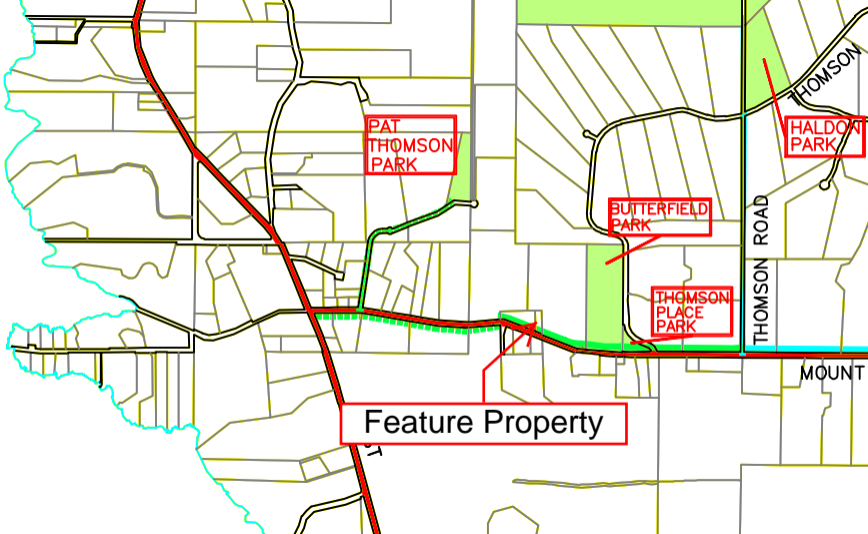 THOMSON
HALDON
PARK
PAT
THOMSON
PARK
BUTTERFIELD
PARK
THOMSON ROAD
THOMSON
PLACE
PARK
MOUNT
Feature Property